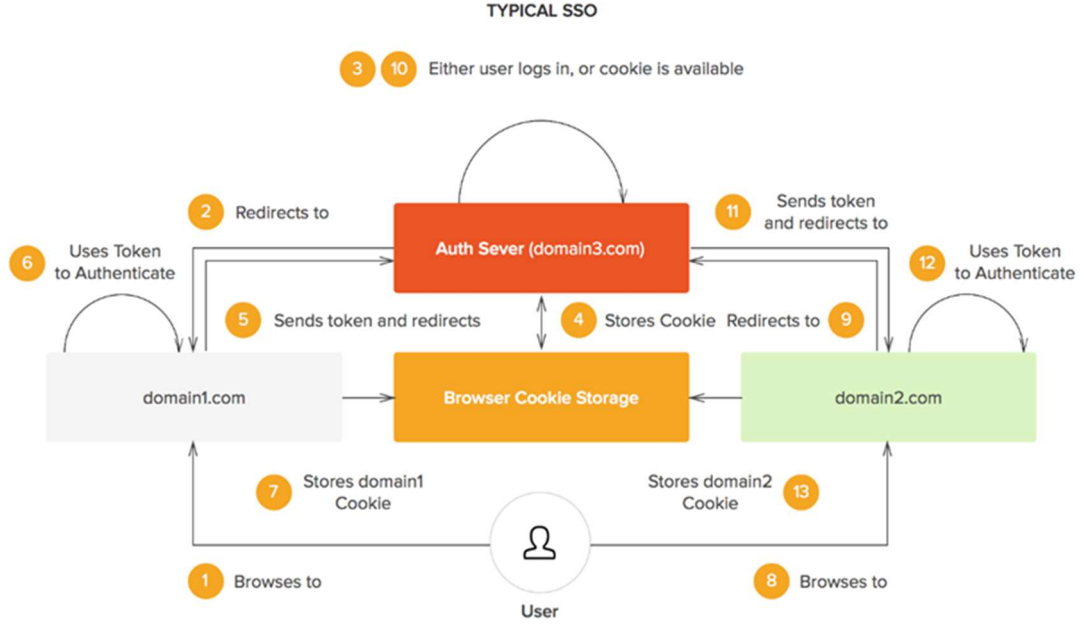 TYPICAL SSO
3 10 Either user logs in, or cookie is available
2 Redirects to
11 Sends token
and redirects to
6 Uses Token
to Authenticate
Auth Sever (domain3.com)
12 Uses Token
to Authenticate
5 Sends token and redirects
4 Stores Cookie
Redirects to 9
domain1.com
Browser Cookie Storage
domain2.com
7 Stores domain1
Cookie
Stores domain2
Cookie 13
1 Browses to
8 Browses to
User